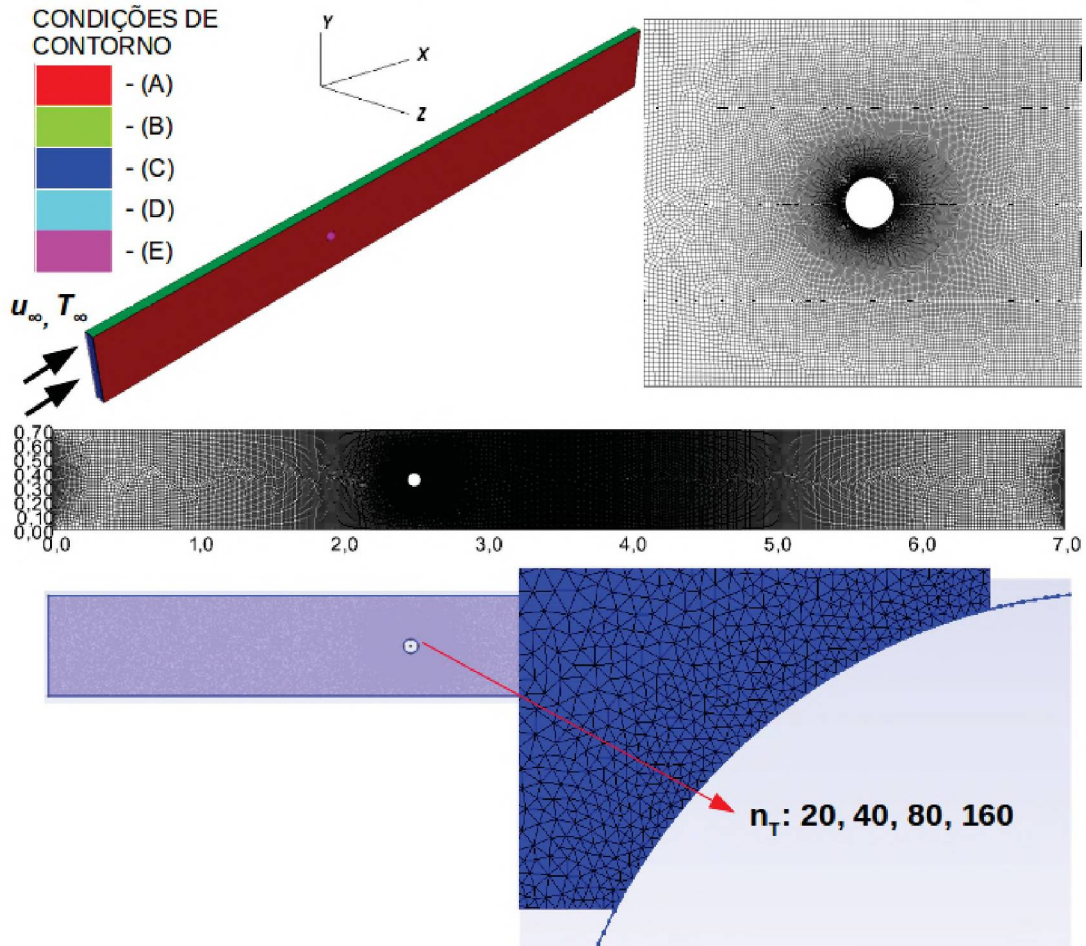 CONDIÇÕES DE
CONTORNO
- (A)
- (B)
- (C)
- (D)
- (E)
Y
X
Z
u∞, T∞
0,70
0,60
0,50
0,40
0,30
0,20
0,10
0,00
0,0 1,0 2,0 3,0 4,0 5,0 6,0 7,0
nT: 20, 40, 80, 160